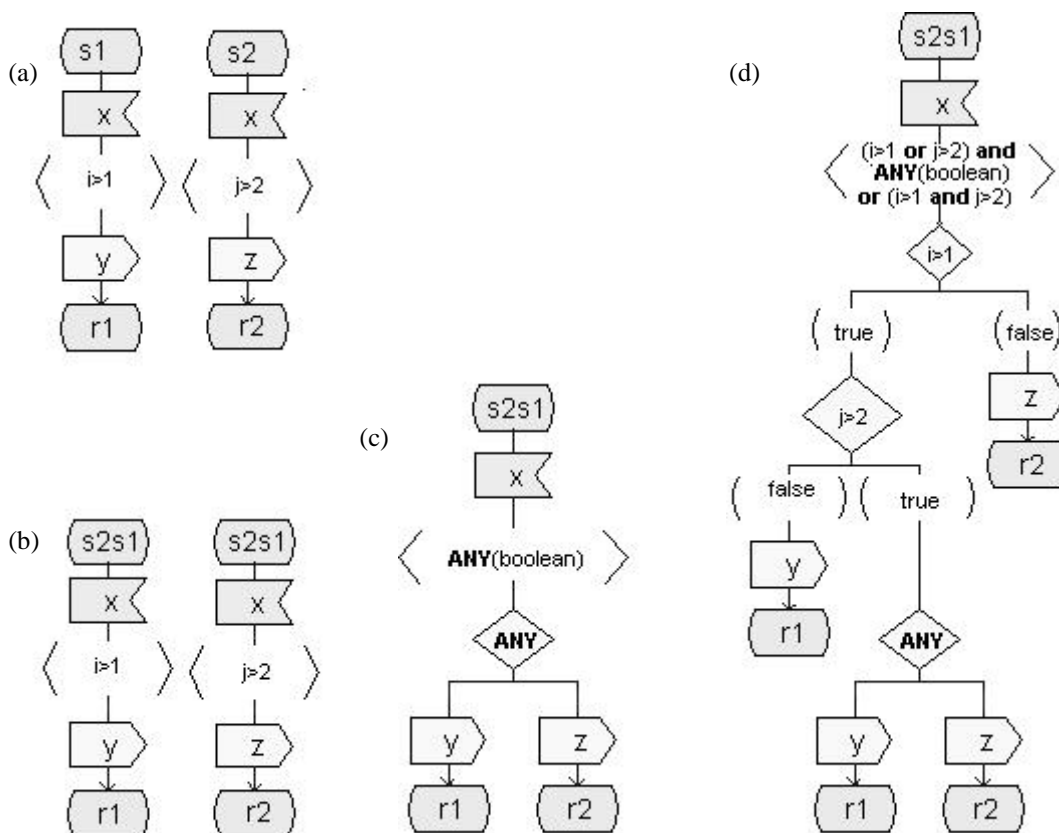 (a)
s1
x
i>1
y
r1
s2
x
j>2
z
r2
(b)
s2s1
x
i>1
y
r1
s2s1
x
j>2
z
r2
(c)
s2s1
x
ANY(boolean)
ANY
y
z
r1
r2
(d)
s2s1
x
(i>1 or j>2) and
ANY(boolean)
or (i>1 and j>2)
i>1
(true)
(false)
j>2
z
r2
(false)
(true)
y
r1
ANY
y
z
r1
r2